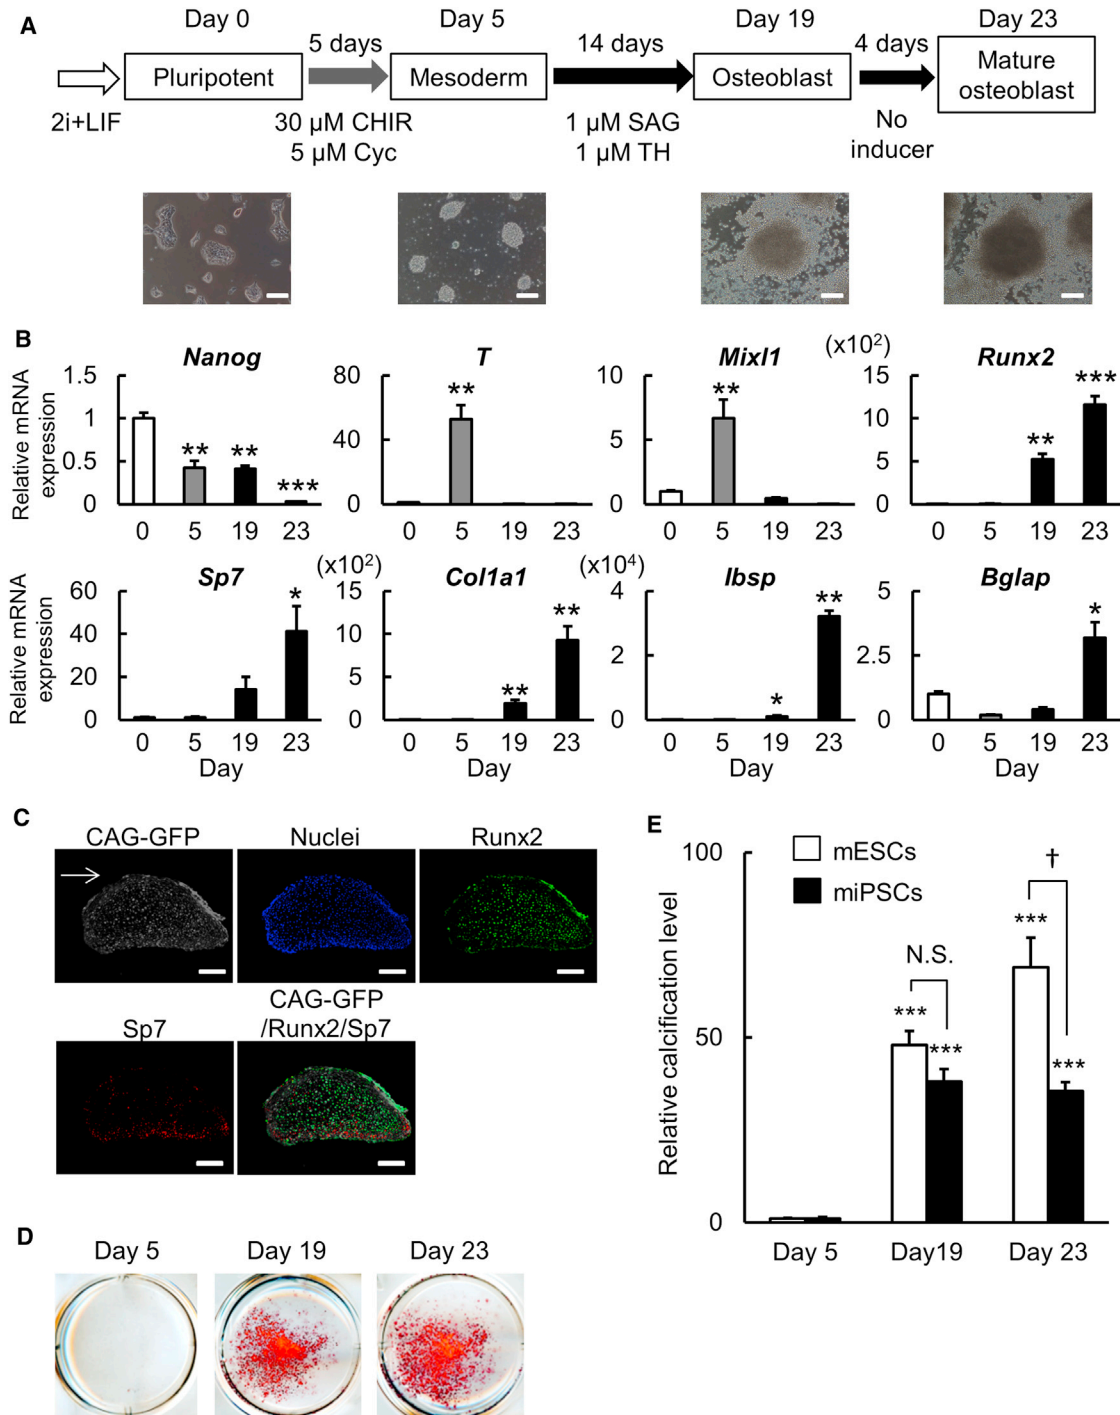 A
Day 0
Day 5
Day 19
Day 23
5 days
14 days
4 days
Pluripotent
Mesoderm
Osteoblast
Mature
osteoblast
2i+LIF
30 µM CHIR
5 µM Cyc
1 µM SAG
1 µM TH
No
inducer
B
Relative mRNA
expression
Nanog
1.5
1
0.5
0
**
**
***
0 5 19 23
T
80
40
0
**
0 5 19 23
Mixl1
10
5
0
**
0 5 19 23
(x10²)
Runx2
15
10
5
0
**
***
0 5 19 23
Relative mRNA
expression
Sp7
60
40
20
0
*
0 5 19 23
Day
(x10²)
Col1a1
15
10
5
0
**
**
0 5 19 23
Day
(x10⁴)
Ibsp
4
2
0
*
**
0 5 19 23
Day
Bglap
5
2.5
0
*
0 5 19 23
Day
C
CAG-GFP
Nuclei
Runx2
Sp7
CAG-GFP
/Runx2/Sp7
D
Day 5
Day 19
Day 23
E
Relative calcification level
100
50
0
mESCs
miPSCs
N.S.
†
***
***
***
***
Day 5
Day19
Day 23